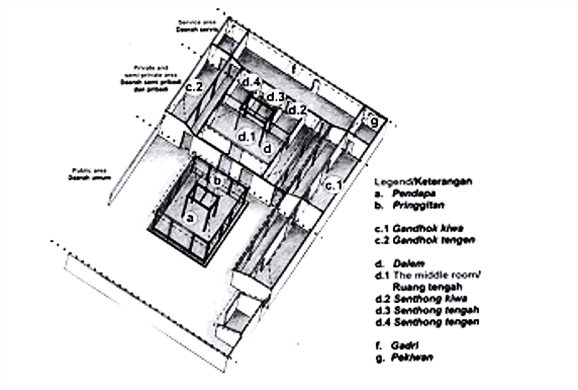 Service area
Daerah servis
Private and
semi private area
Daerah semi pribadi
dan pribadi
Public area
Daerah umum
f
g
c.2
d.4
d.3
d.2
d.1
d
c.1
b
a
Legend/Keterangan
a. Pendapa
b. Pringgitan
c.1 Gandhok kiwa
c.2 Gandhok tengen
d. Dalem
d.1 The middle room/
Ruang tengah
d.2 Senthong kiwa
d.3 Senthong tengah
d.4 Senthong tengen
f. Gadri
g. Pekiwan